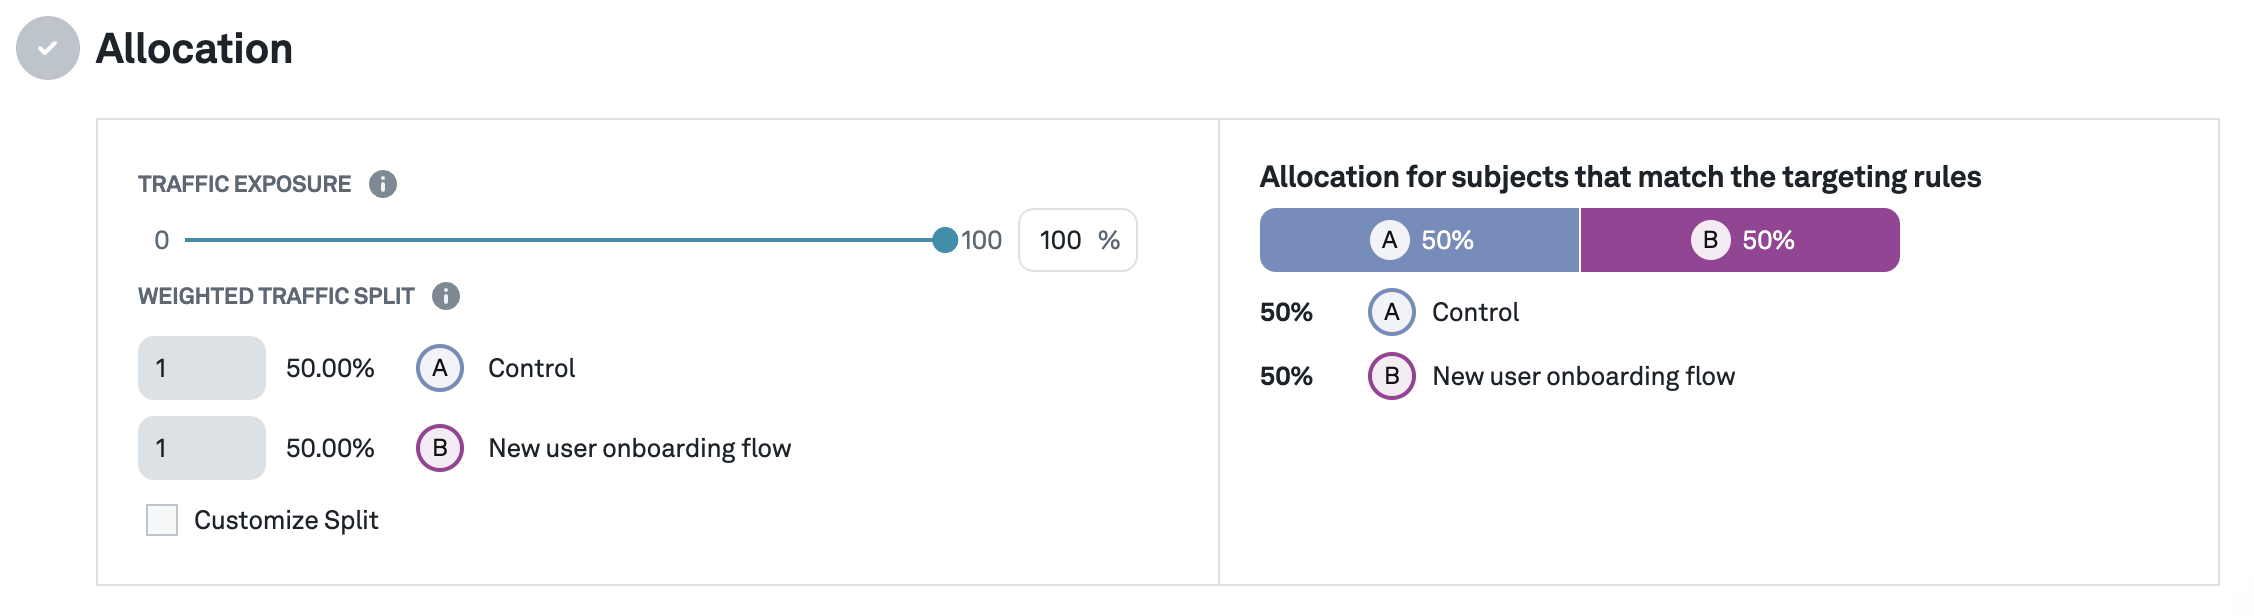 Allocation
TRAFFIC EXPOSURE
0 100 100 %
WEIGHTED TRAFFIC SPLIT
1 50.00% A Control
1 50.00% B New user onboarding flow
Customize Split
Allocation for subjects that match the targeting rules
A 50% B 50%
50% A Control
50% B New user onboarding flow